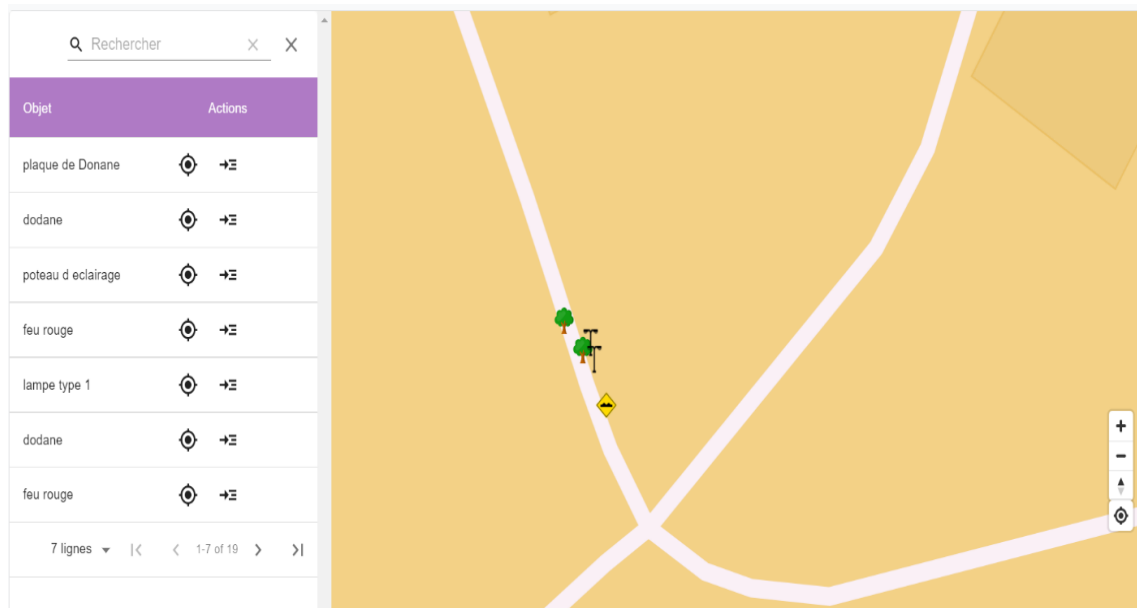 Rechercher
Objet Actions
plaque de Donane
dodane
poteau d eclairage
feu rouge
lampe type 1
dodane
feu rouge
7 lignes 1-7 of 19